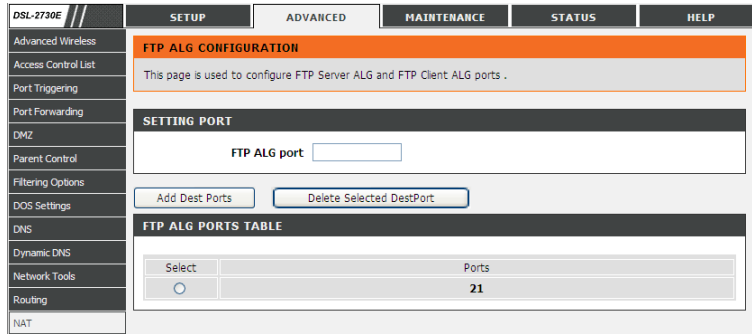 DSL-2730E
SETUP
ADVANCED
MAINTENANCE
STATUS
HELP
Advanced Wireless
Access Control List
Port Triggering
Port Forwarding
DMZ
Parent Control
Filtering Options
DOS Settings
DNS
Dynamic DNS
Network Tools
Routing
NAT
FTP ALG CONFIGURATION
This page is used to configure FTP Server ALG and FTP Client ALG ports .
SETTING PORT
FTP ALG port
Add Dest Ports
Delete Selected DestPort
FTP ALG PORTS TABLE
Select Ports
21